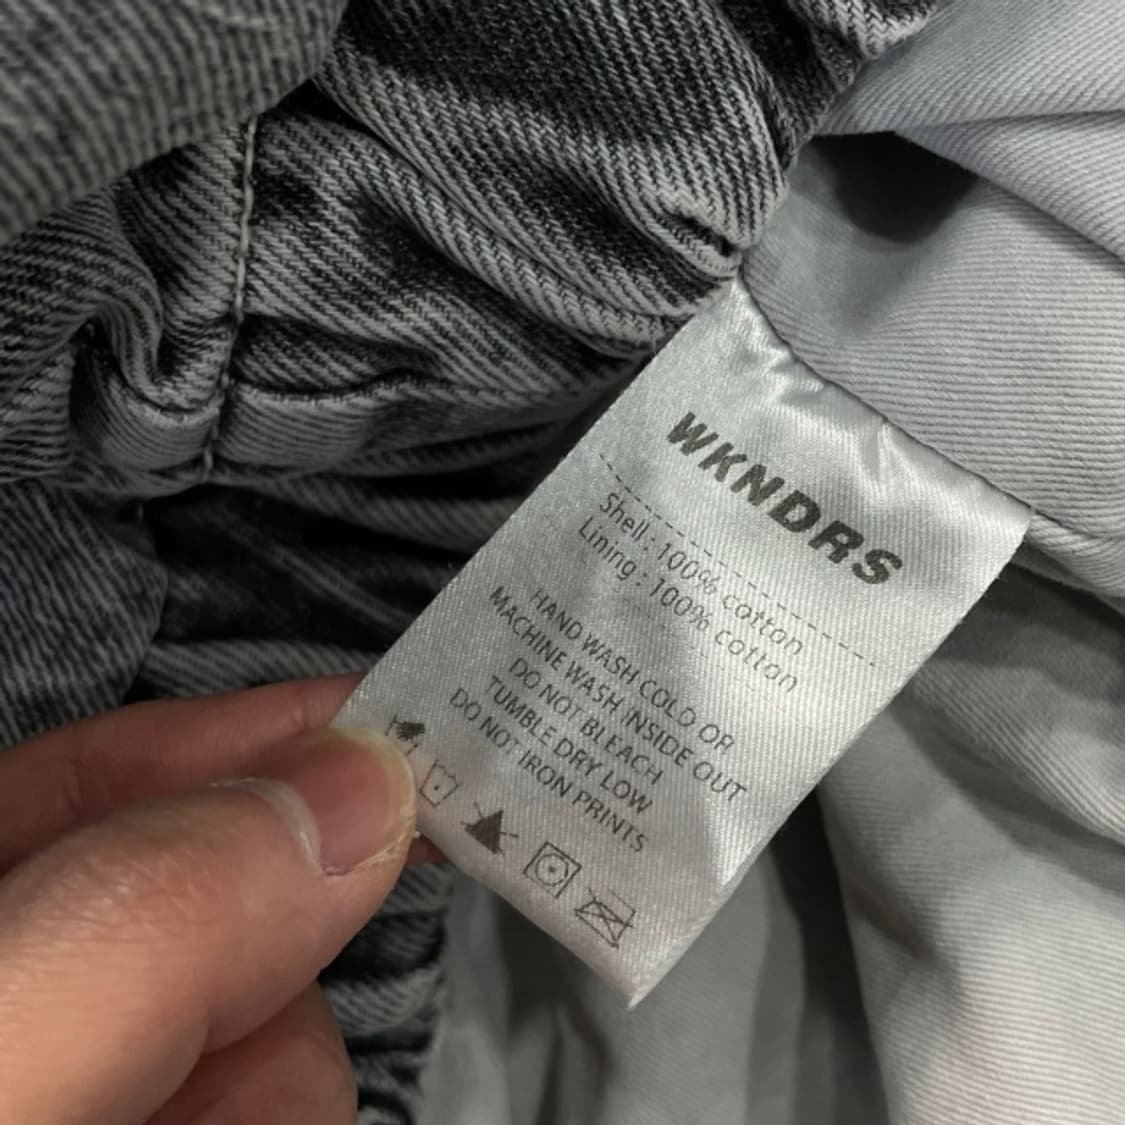 WKNDRS
Shell : 100% cotton
Lining : 100% cotton
HAND WASH COLD OR
MACHINE WASH INSIDE OUT
DO NOT BLEACH
TUMBLE DRY LOW
DO NOT IRON PRINTS